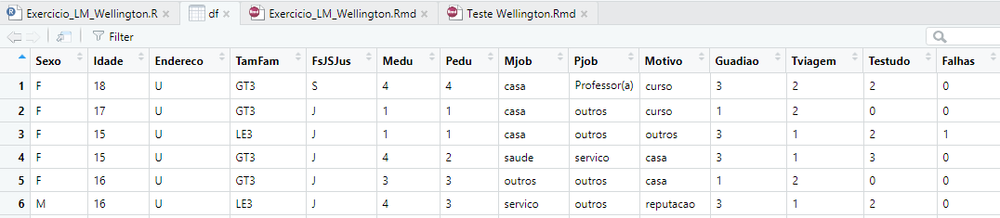 Exercicio_LM_Wellington.R df Exercicio_LM_Wellington.Rmd Teste Wellington.Rmd
Filter
Sexo Idade Endereco TamFam FsJSJus Medu Pedu Mjob Pjob Motivo Guadiao Tviagem Testudo Falhas
1 F 18 U GT3 S 4 4 casa Professor(a) curso 3 2 2 0
2 F 17 U GT3 J 1 1 casa outros curso 1 2 0 0
3 F 15 U LE3 J 1 1 casa outros outros 3 1 2 1
4 F 15 U GT3 J 4 2 saude servico casa 3 1 3 0
5 F 16 U GT3 J 3 3 outros outros casa 1 2 0 0
6 M 16 U LE3 J 4 3 servico outros reputacao 3 1 2 0